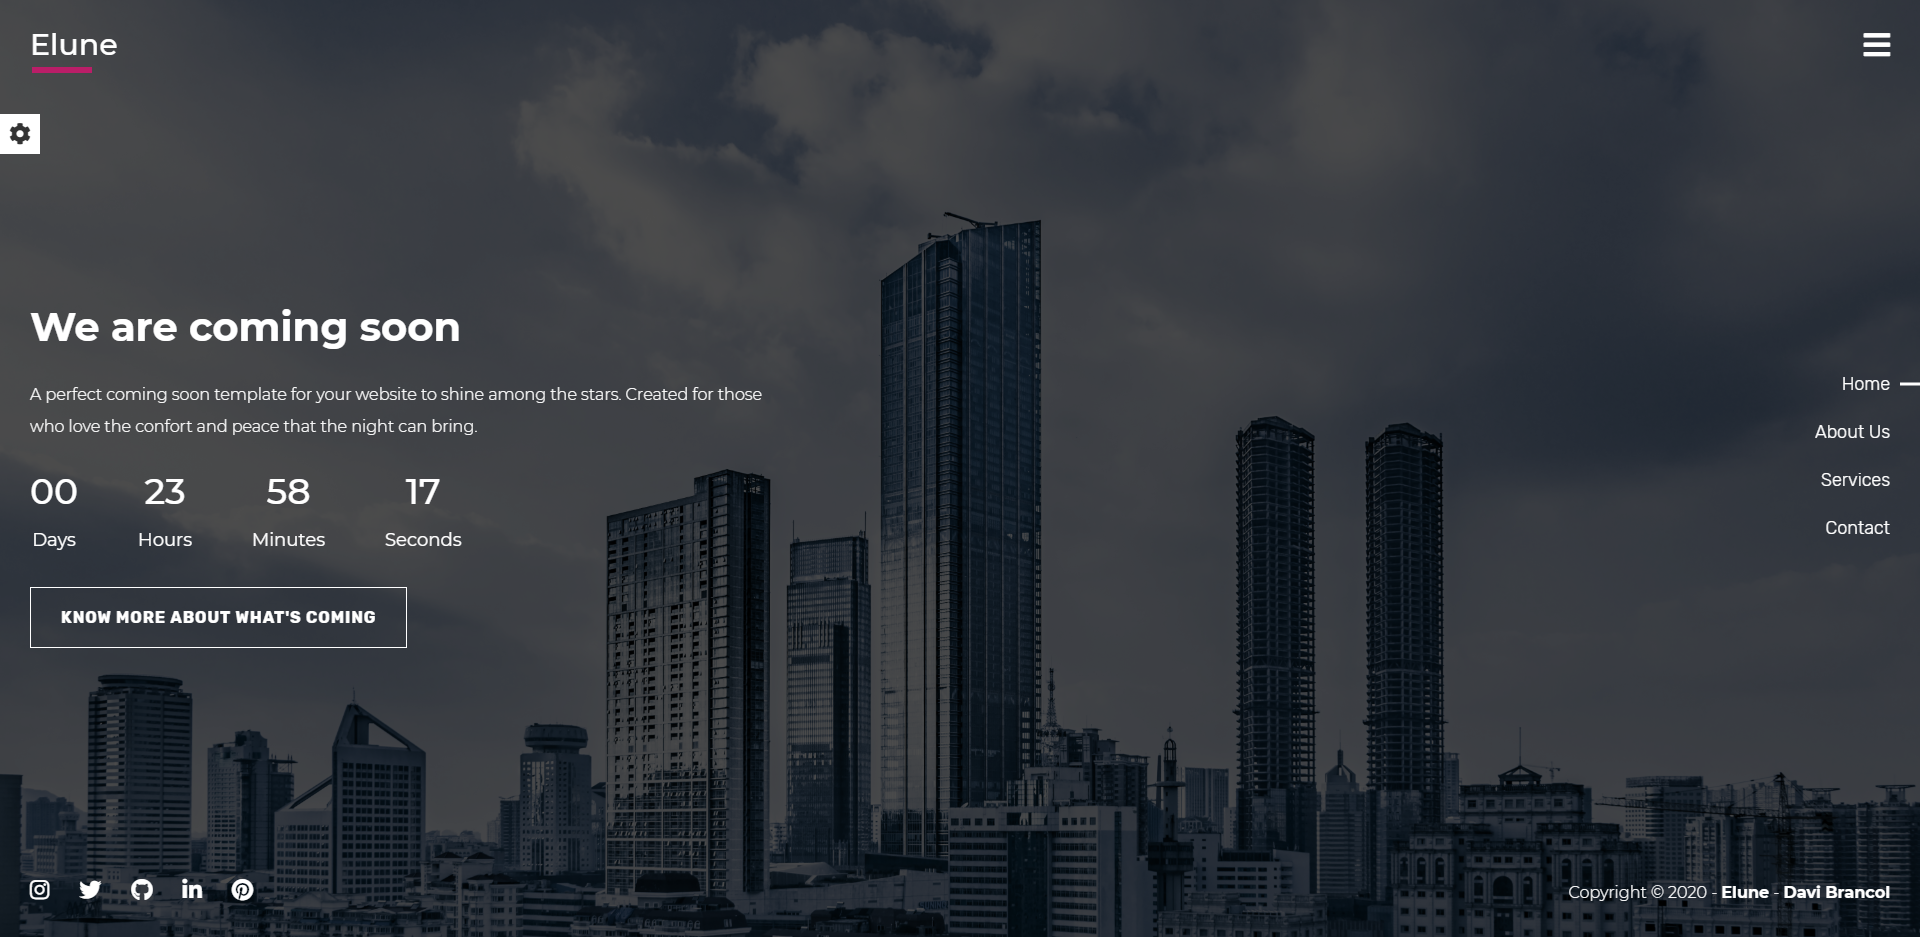 Elune
We are coming soon
A perfect coming soon template for your website to shine among the stars. Created for those
who love the confort and peace that the night can bring.
00 23 58 17
Days Hours Minutes Seconds
KNOW MORE ABOUT WHAT'S COMING
Home
About Us
Services
Contact
Copyright © 2020 - Elune - Davi Brancol